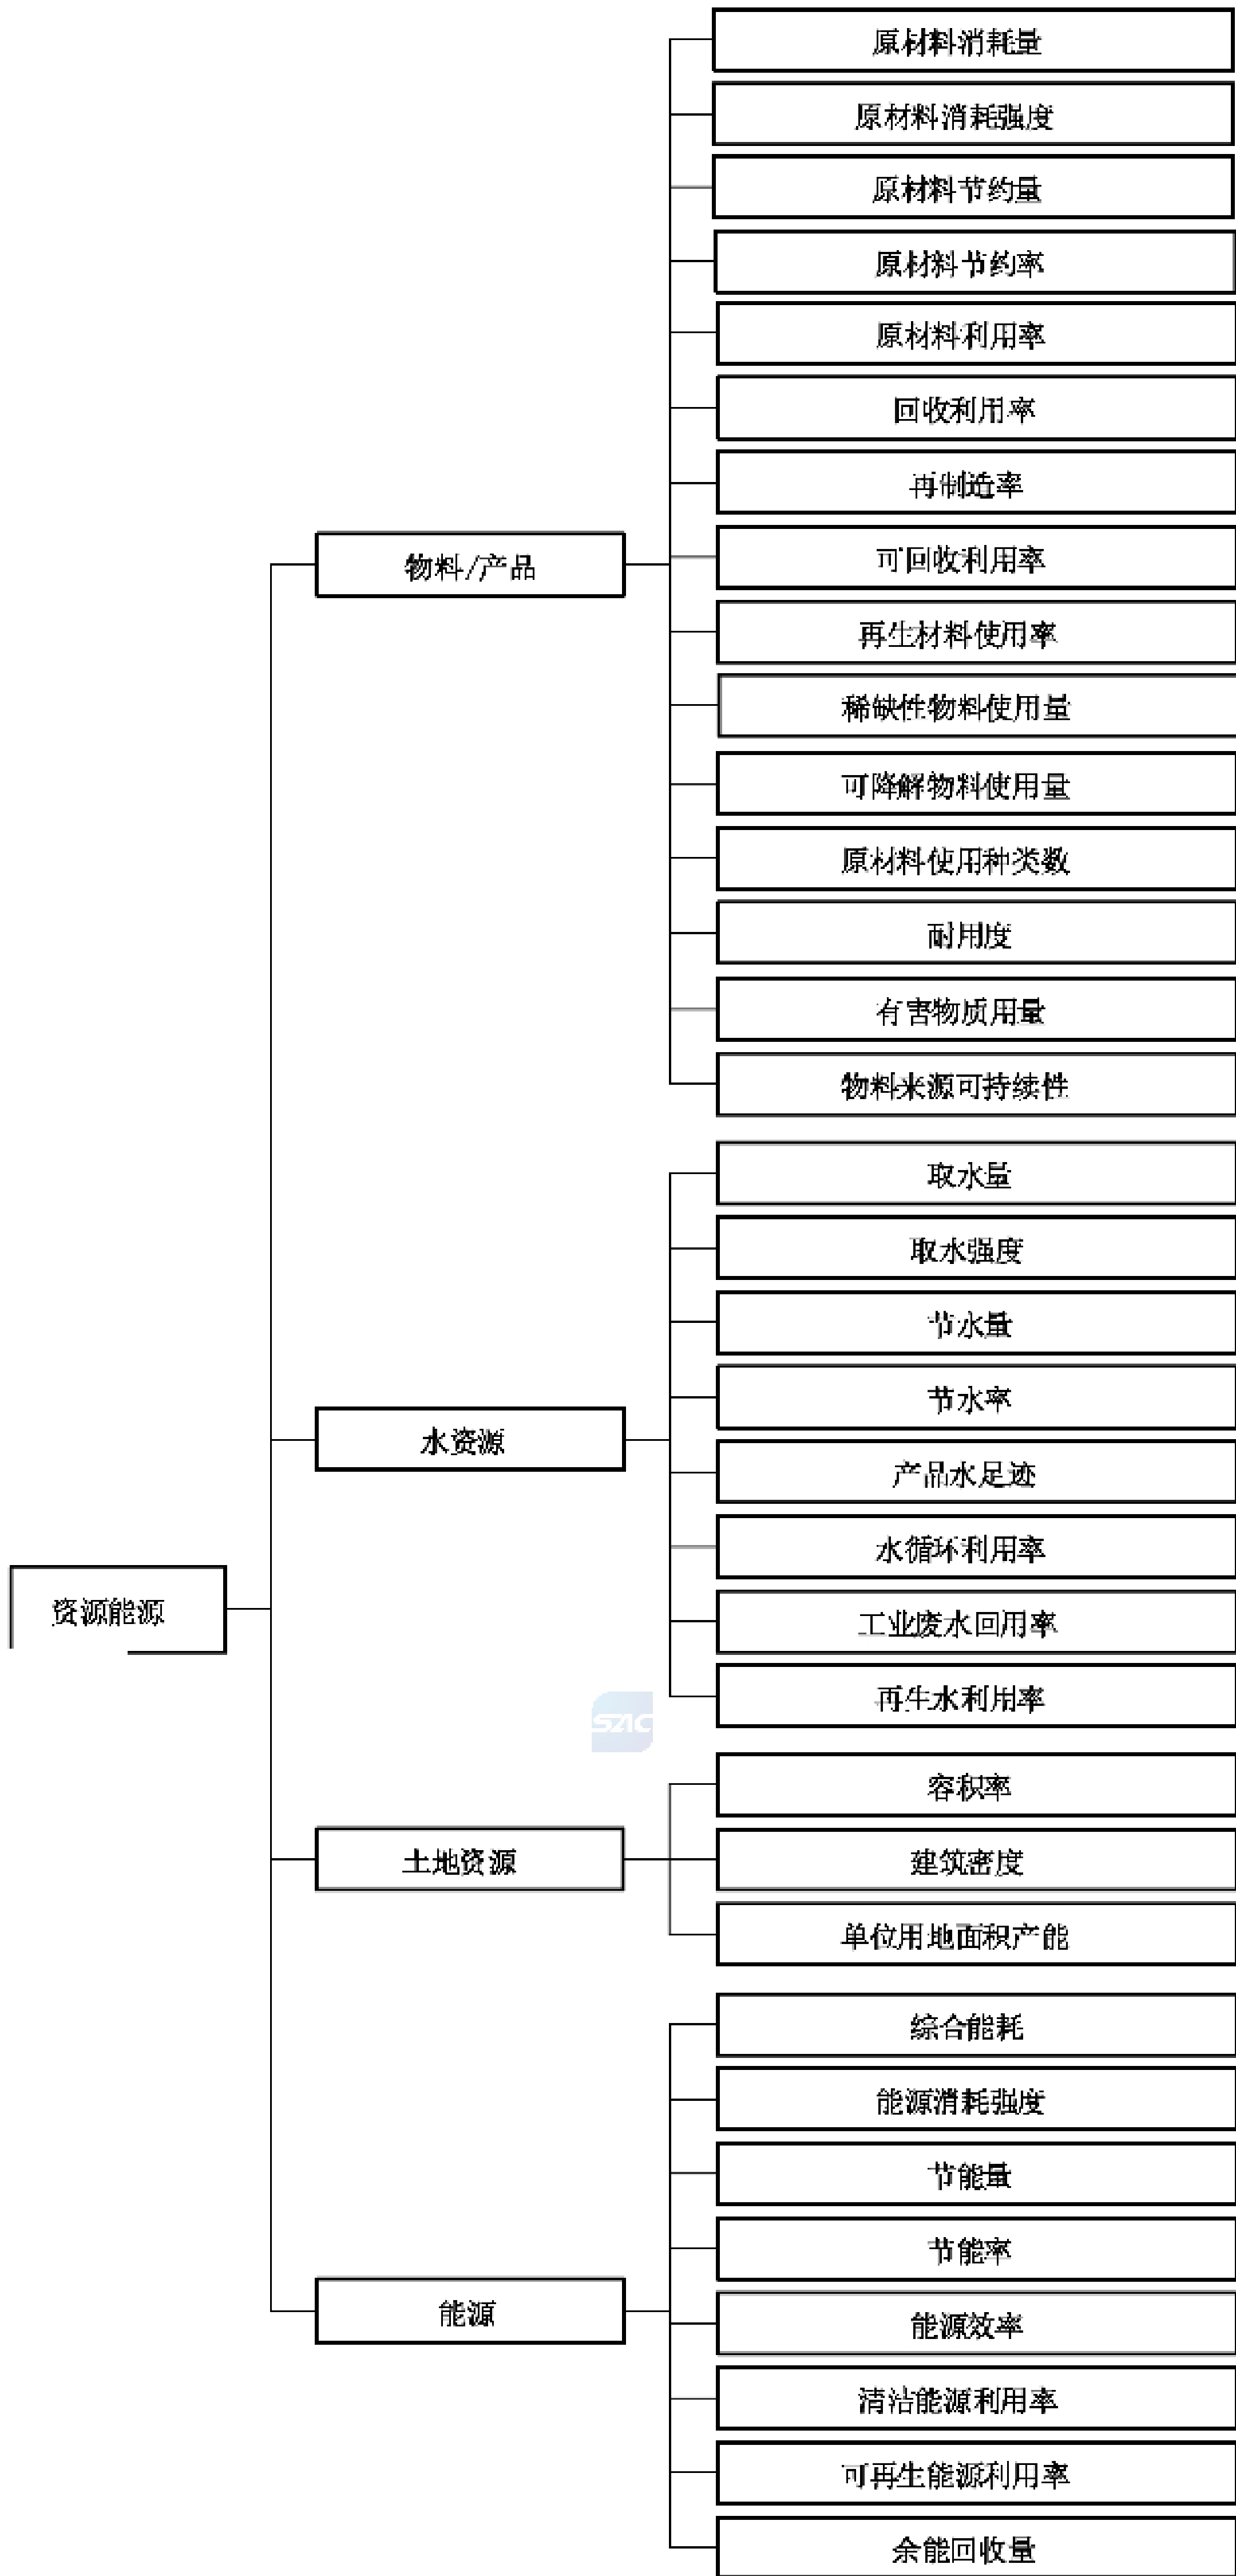 原材料消耗量
原材料消耗强度
原材料节约量
原材料节约率
原材料利用率
回收利用率
再制造率
物料/产品
可回收利用率
再生材料使用率
稀缺性物料使用量
可降解物料使用量
原材料使用种类数
耐用度
有害物质用量
物料来源可持续性
取水量
取水强度
节水量
节水率
水资源
产品水足迹
水循环利用率
资源能源
工业废水回用率
再生水利用率
SAC
容积率
土地资源
建筑密度
单位用地面积产能
综合能耗
能源消耗强度
节能量
节能率
能源
能源效率
清洁能源利用率
可再生能源利用率
余能回收量